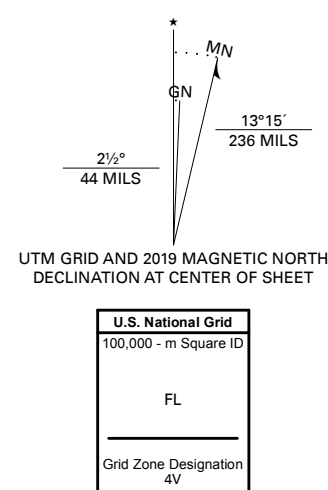 ★
MN
GN
13°15´
236 MILS
2½°
44 MILS
UTM GRID AND 2019 MAGNETIC NORTH
DECLINATION AT CENTER OF SHEET
U.S. National Grid
100,000 - m Square ID
FL
Grid Zone Designation
4V